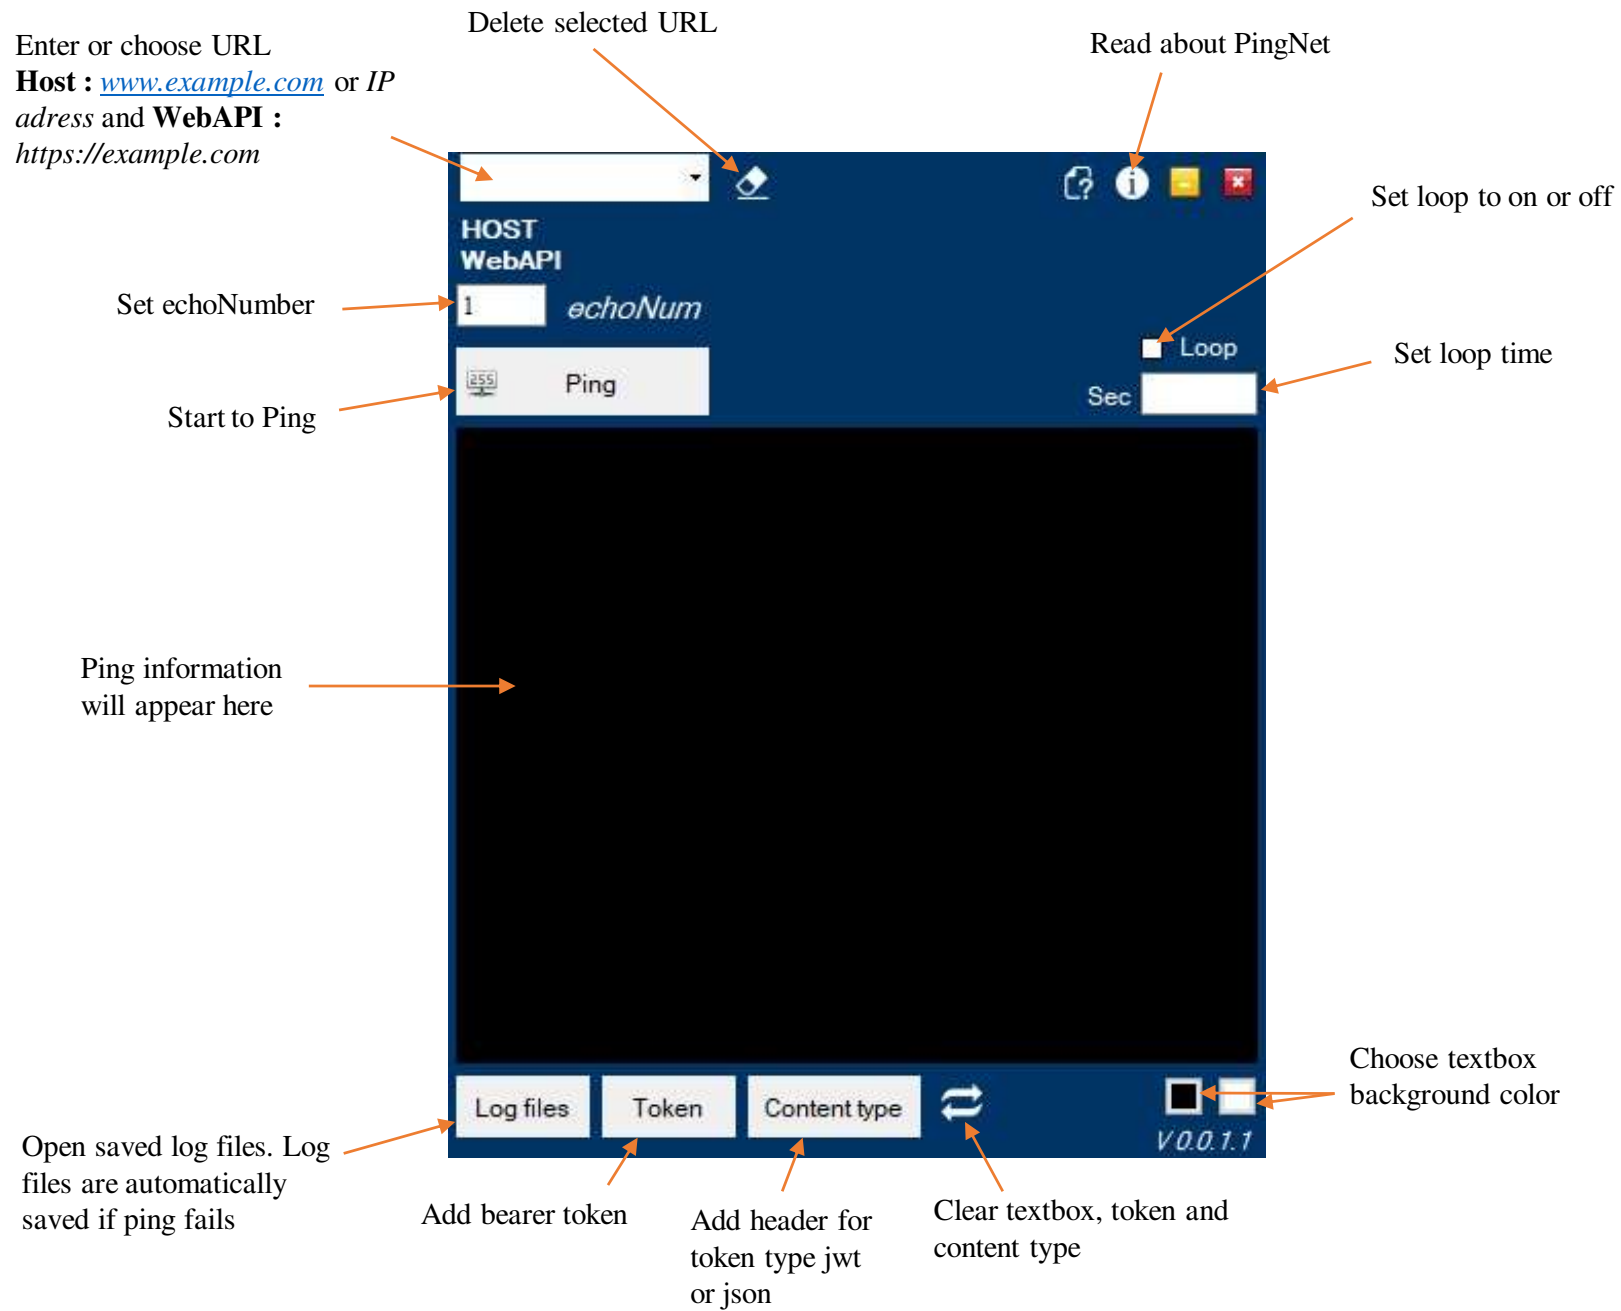 Delete selected URL
Enter or choose URL
Host : www.example.com or IP
adress and WebAPI :
https://example.com
Read about PingNet
Set loop to on or off
HOST
WebAPI
Set echoNumber
1
echoNum
Loop
Set loop time
255
Ping
Sec
Start to Ping
Ping information
will appear here
Choose textbox
background color
Log files
Token
Content type
V 0.0.1.1
Open saved log files. Log
files are automatically
saved if ping fails
Add bearer token
Add header for
token type jwt
or json
Clear textbox, token and
content type